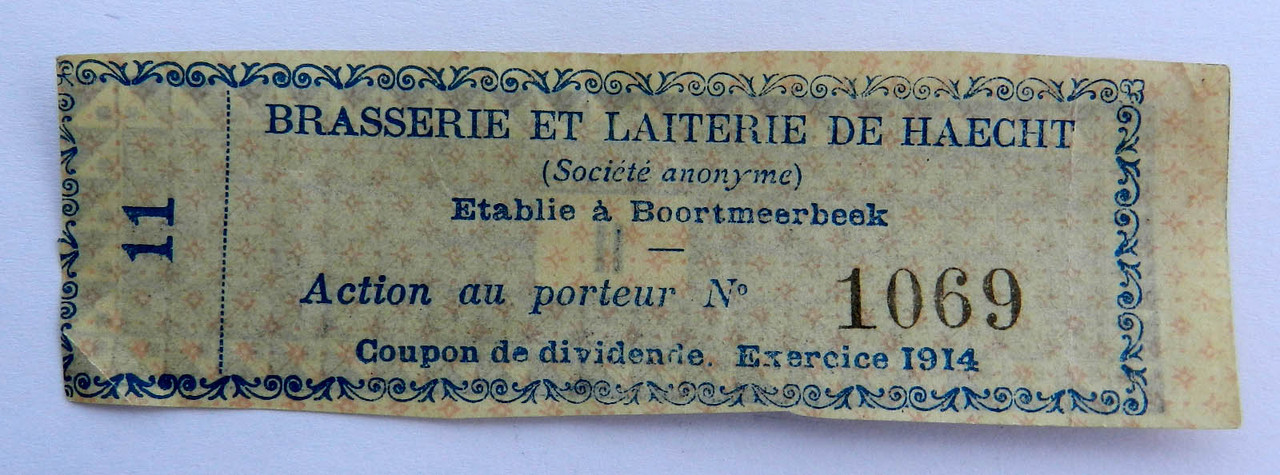 11
BRASSERIE ET LAITERIE DE HAECHT
(Société anonyme)
Etablie à Boortmeerbeek
Action au porteur Nº 1069
Coupon de dividende. Exercice 1914